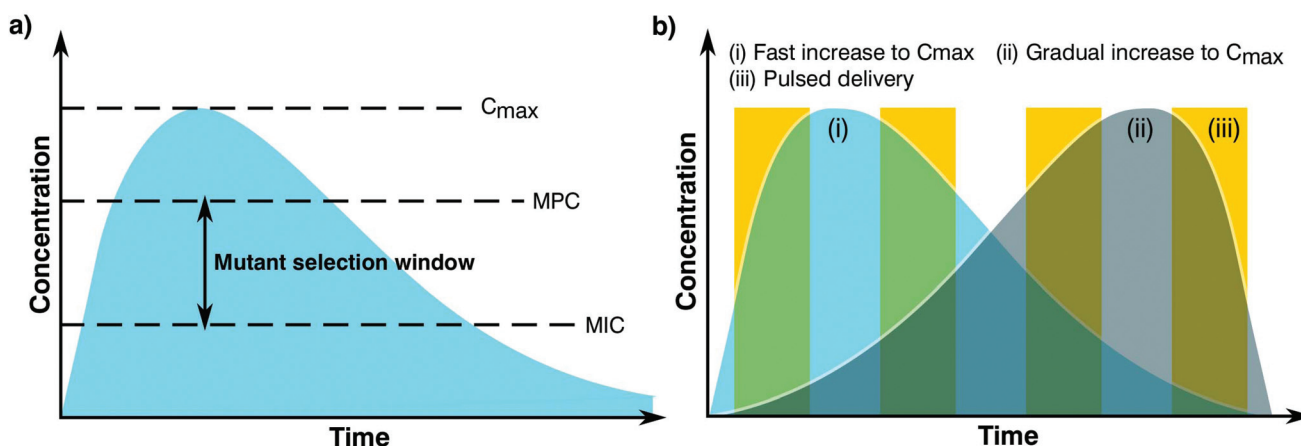 a)
Cmax
MPC
Mutant selection window
MIC
Concentration
Time
b)
(i) Fast increase to Cmax (ii) Gradual increase to Cmax
(iii) Pulsed delivery
(i) (ii) (iii)
Concentration
Time